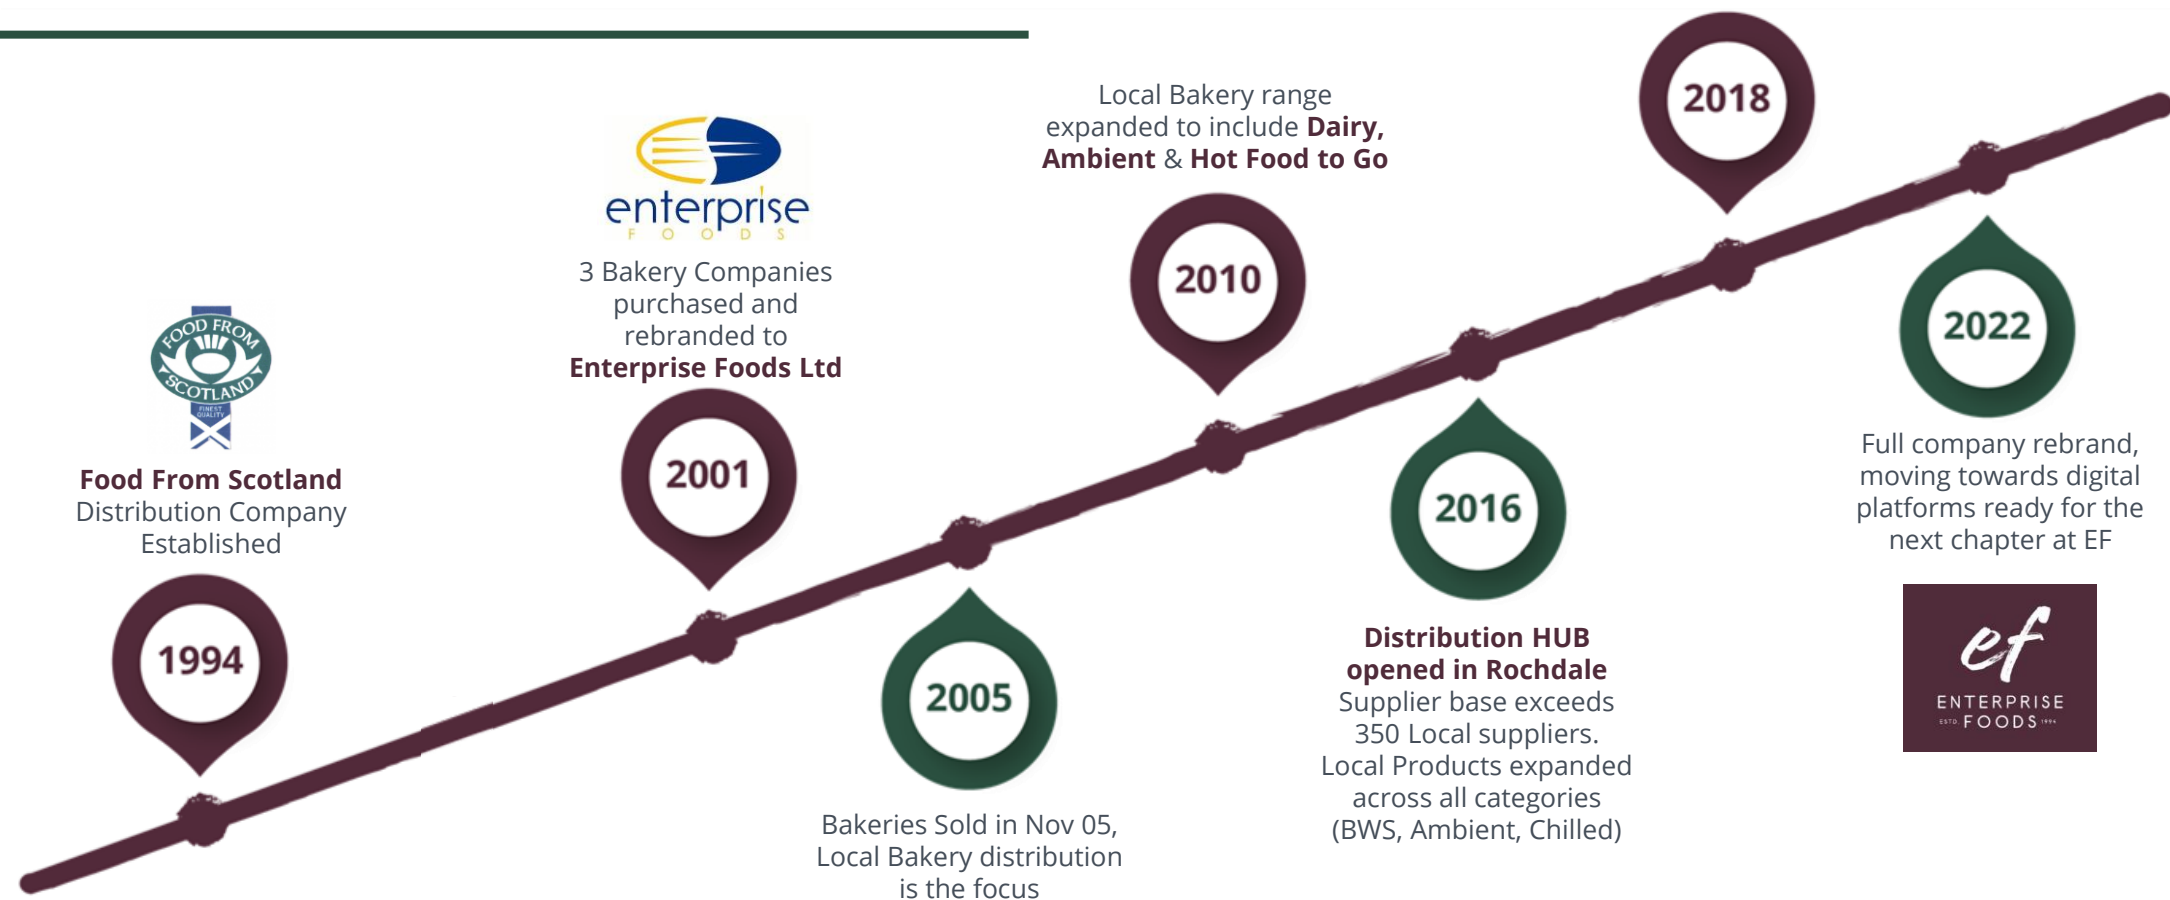 FOOD FROM
SCOTLAND
FINEST
QUALITY
Food From Scotland
Distribution Company
Established
1994
enterprise
FOODS
3 Bakery Companies
purchased and
rebranded to
Enterprise Foods Ltd
2001
2005
Bakeries Sold in Nov 05,
Local Bakery distribution
is the focus
Local Bakery range
expanded to include Dairy,
Ambient & Hot Food to Go
2010
2016
Distribution HUB
opened in Rochdale
Supplier base exceeds
350 Local suppliers.
Local Products expanded
across all categories
(BWS, Ambient, Chilled)
2018
2022
Full company rebrand,
moving towards digital
platforms ready for the
next chapter at EF
ef
ENTERPRISE
ESTD. FOODS 1994